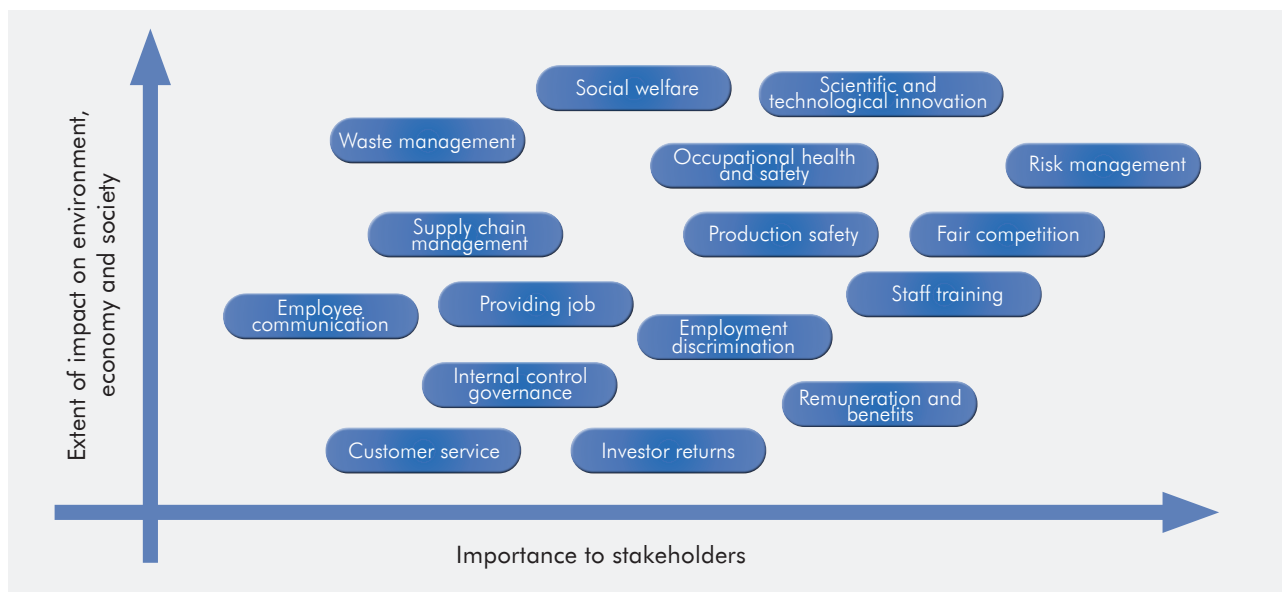 Extent of impact on environment,
economy and society
Social welfare
Scientific and
technological innovation
Waste management
Occupational health
and safety
Risk management
Supply chain
management
Production safety
Fair competition
Staff training
Employee
communication
Providing job
Employment
discrimination
Internal control
governance
Remuneration and
benefits
Customer service
Investor returns
Importance to stakeholders